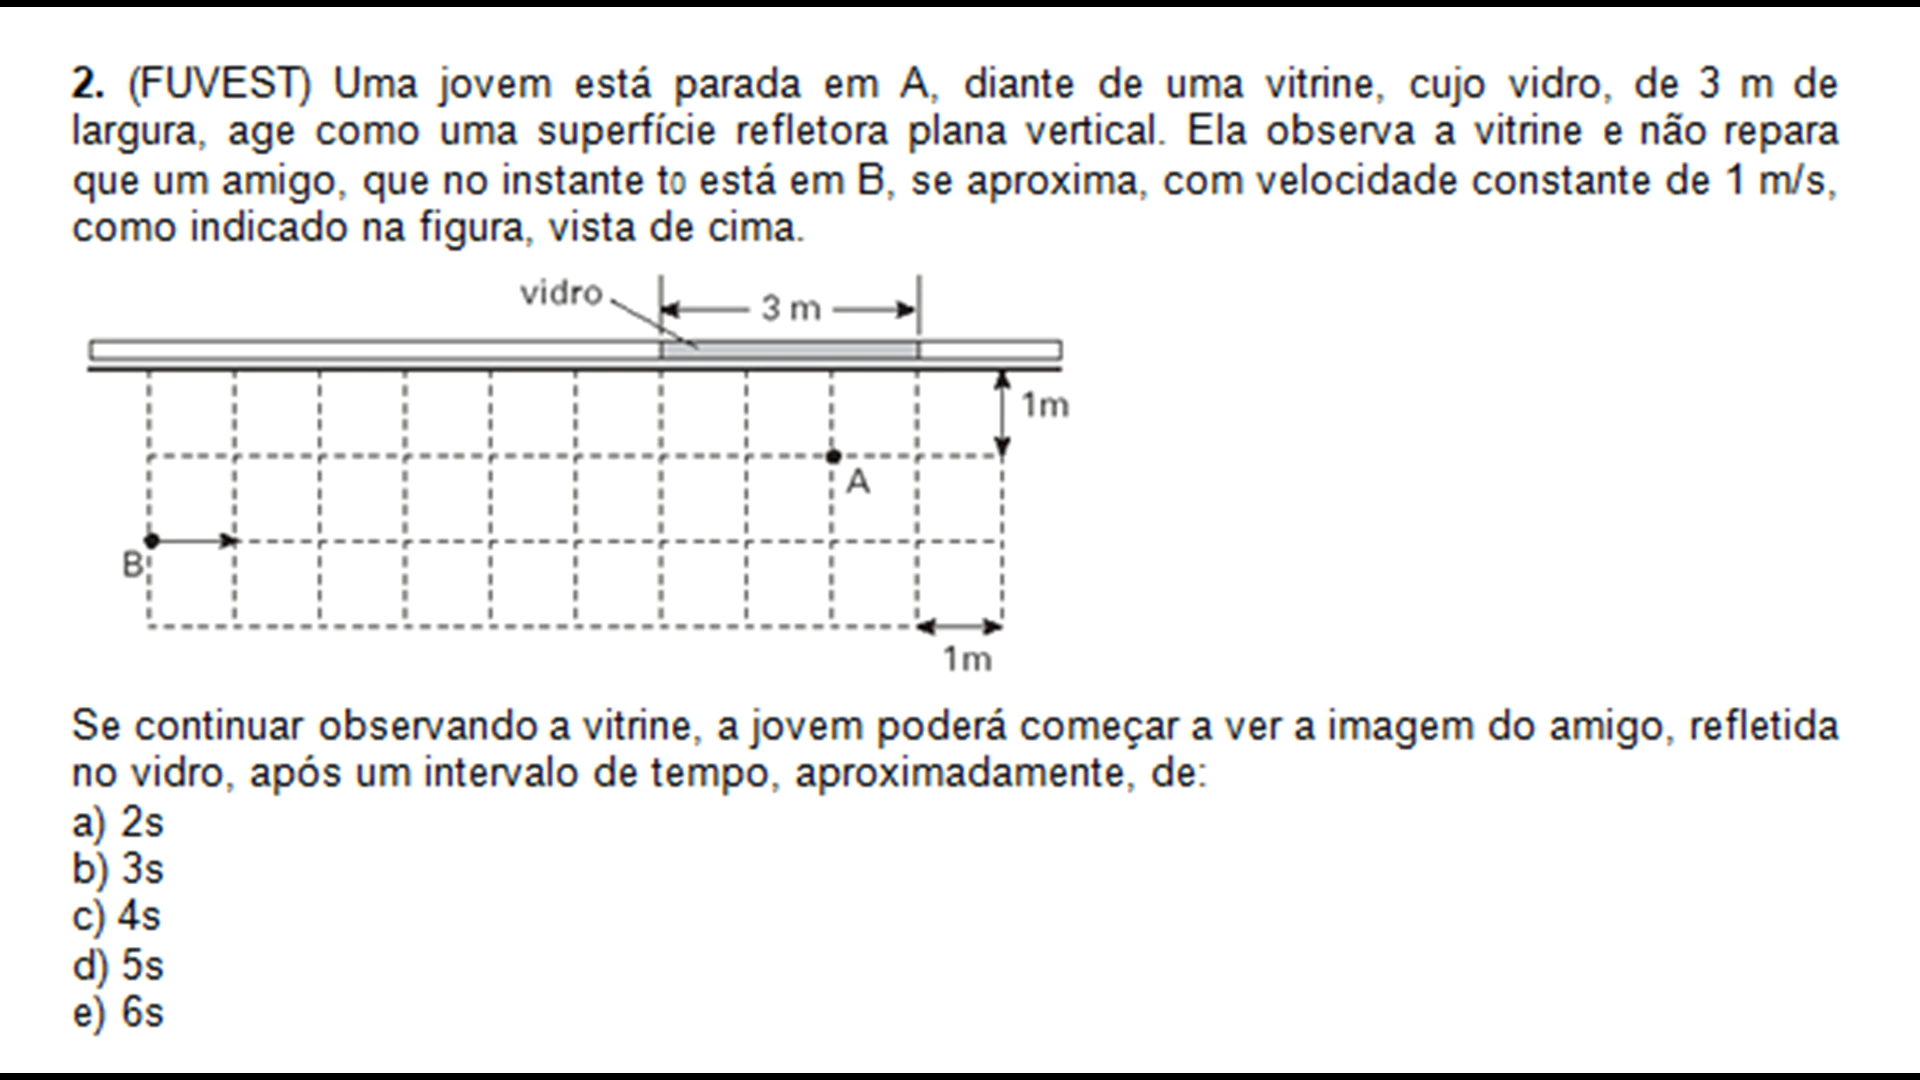 2. (FUVEST) Uma jovem está parada em A, diante de uma vitrine, cujo vidro, de 3 m de
largura, age como uma superfície refletora plana vertical. Ela observa a vitrine e não repara
que um amigo, que no instante t0 está em B, se aproxima, com velocidade constante de 1 m/s,
como indicado na figura, vista de cima.
vidro
3 m
1m
A
B
1m
Se continuar observando a vitrine, a jovem poderá começar a ver a imagem do amigo, refletida
no vidro, após um intervalo de tempo, aproximadamente, de:
a) 2s
b) 3s
c) 4s
d) 5s
e) 6s